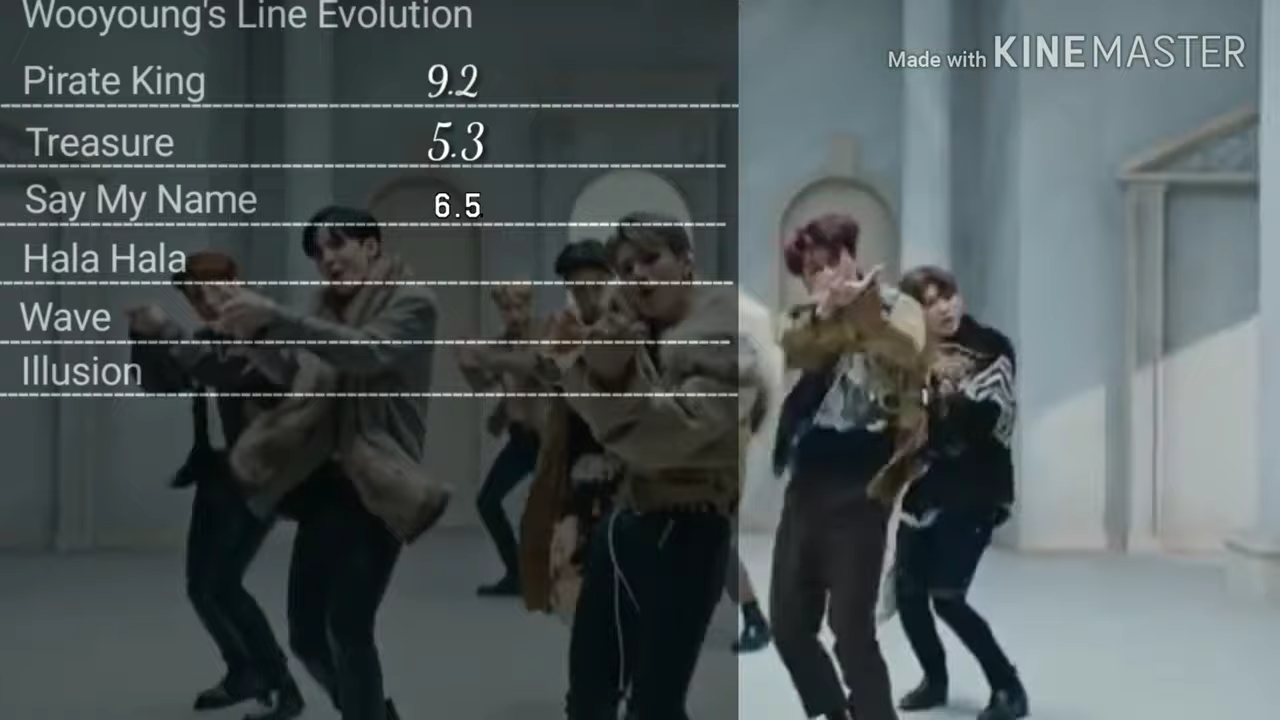 Wooyoung's Line Evolution
Made with KINEMASTER
Pirate King 9.2
Treasure 5.3
Say My Name 6.5
Hala Hala
Wave
Illusion